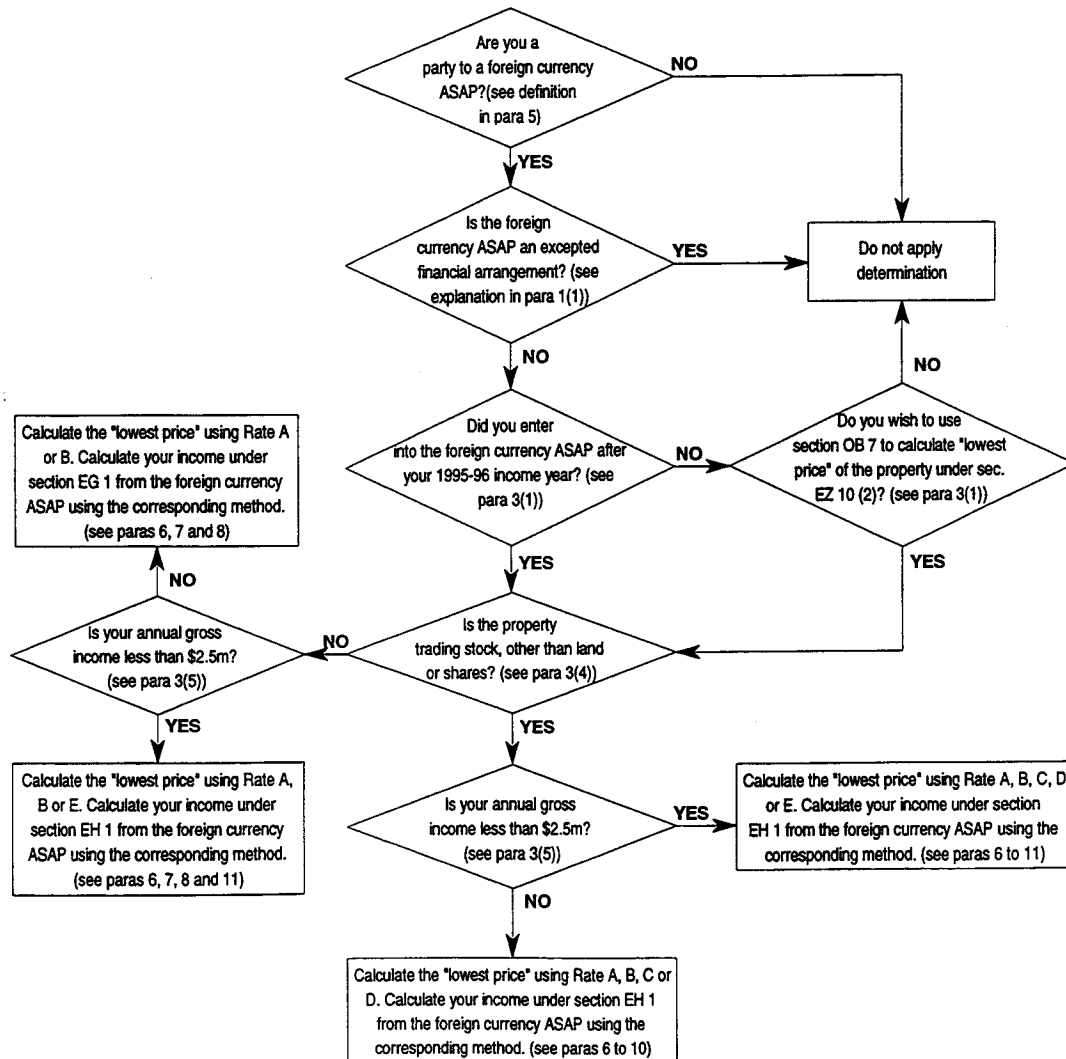 Are you a
party to a foreign currency
ASAP?(see definition
in para 5)
NO
YES
Is the foreign
currency ASAP an excepted
financial arrangement? (see
explanation in para 1(1))
YES
Do not apply
determination
NO
NO
Did you enter
into the foreign currency ASAP after
your 1995-96 income year? (see
para 3(1))
NO
Do you wish to use
section OB 7 to calculate "lowest
price" of the property under sec.
EZ 10 (2)? (see para 3(1))
YES
YES
Calculate the "lowest price" using Rate A
or B. Calculate your income under
section EG 1 from the foreign currency
ASAP using the corresponding method.
(see paras 6, 7 and 8)
NO
Is your annual gross
income less than $2.5m?
(see para 3(5))
NO
Is the property
trading stock, other than land
or shares? (see para 3(4))
YES
YES
Calculate the "lowest price" using Rate A,
B or E. Calculate your income under
section EH 1 from the foreign currency
ASAP using the corresponding method.
(see paras 6, 7, 8 and 11)
Is your annual gross
income less than $2.5m?
(see para 3(5))
YES
Calculate the "lowest price" using Rate A, B, C, D
or E. Calculate your income under section
EH 1 from the foreign currency ASAP using the
corresponding method. (see paras 6 to 11)
NO
Calculate the "lowest price" using Rate A, B, C or
D. Calculate your income under section EH 1
from the foreign currency ASAP using the
corresponding method. (see paras 6 to 10)